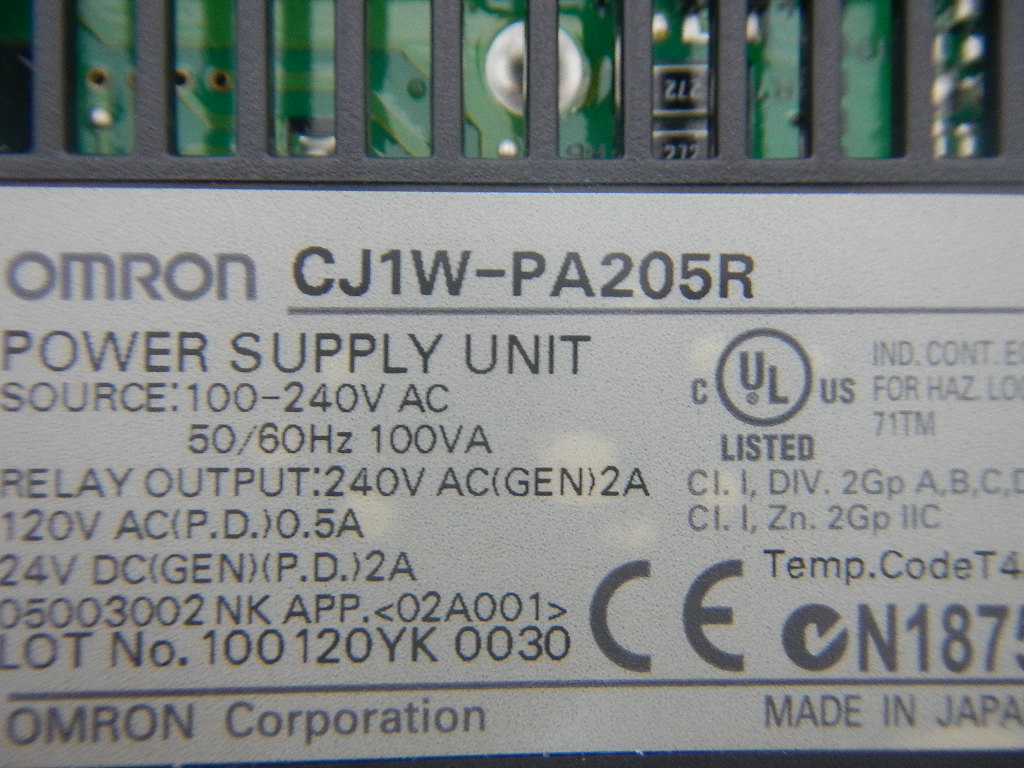 272
272
OMRON CJ1W-PA205R
POWER SUPPLY UNIT
SOURCE:100-240V AC
50/60Hz 100VA
RELAY OUTPUT:240V AC(GEN)2A
120V AC(P.D.)0.5A
24V DC(GEN)(P.D.)2A
05003002 NK APP.<02A001>
LOT No. 100120YK 0030
C UL US
LISTED
IND. CONT. E
FOR HAZ. LO
71TM
Cl. I, DIV. 2Gp A,B,C,D
Cl. I, Zn. 2Gp IIC
Temp.CodeT4
CE N1875
OMRON Corporation
MADE IN JAPA